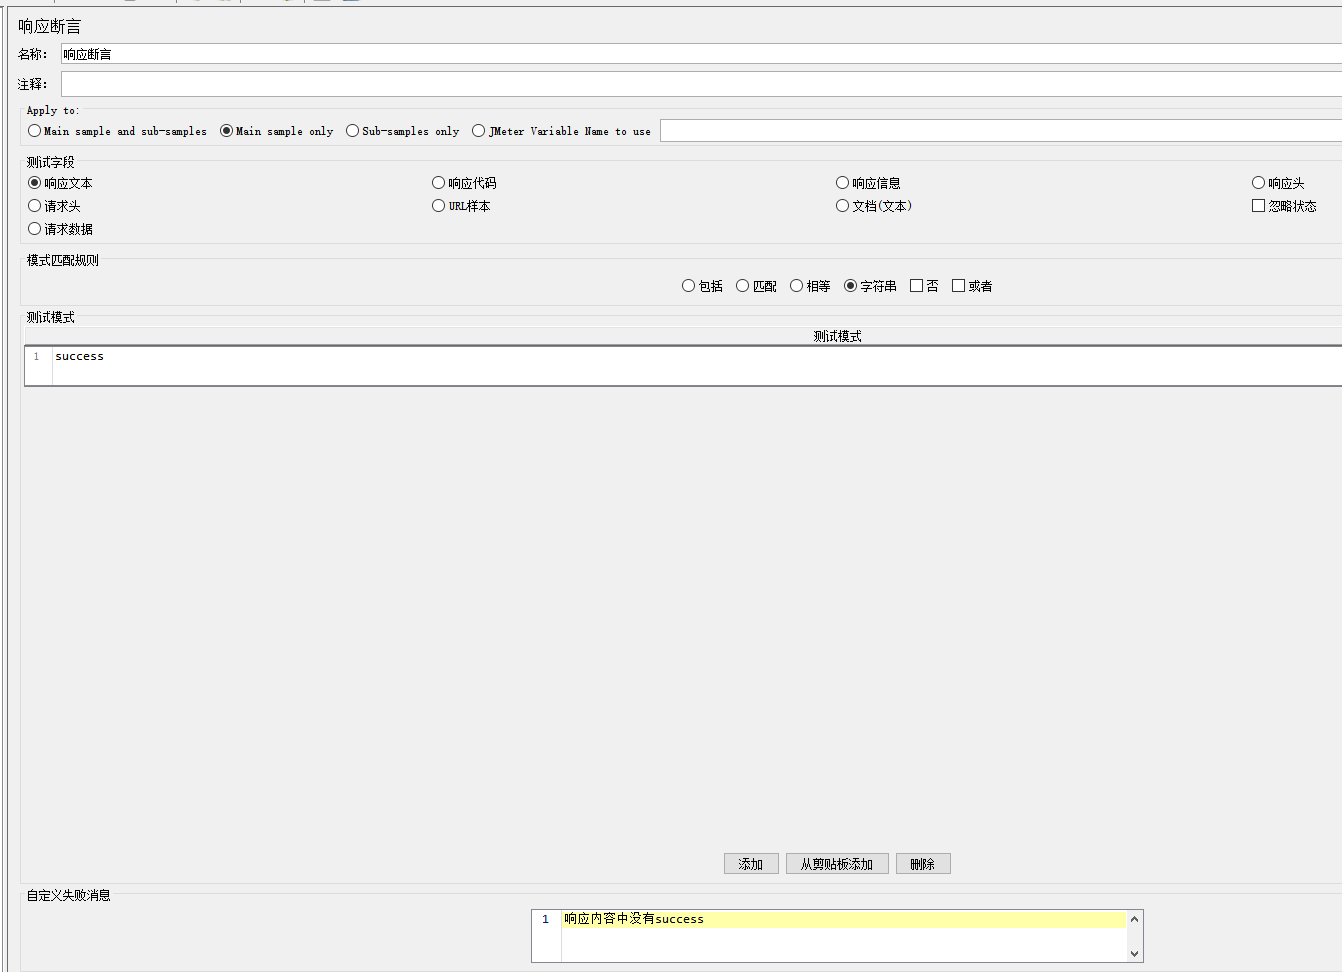 响应断言
名称： 响应断言
注释：
Apply to:
Main sample and sub-samples Main sample only Sub-samples only JMeter Variable Name to use
测试字段
响应文本 响应代码 响应信息 响应头
请求头 URL样本 文档(文本) 忽略状态
请求数据
模式匹配规则
包括 匹配 相等 字符串 否 或者
测试模式
测试模式
1 success
添加 从剪贴板添加 删除
自定义失败消息
1 响应内容中没有success